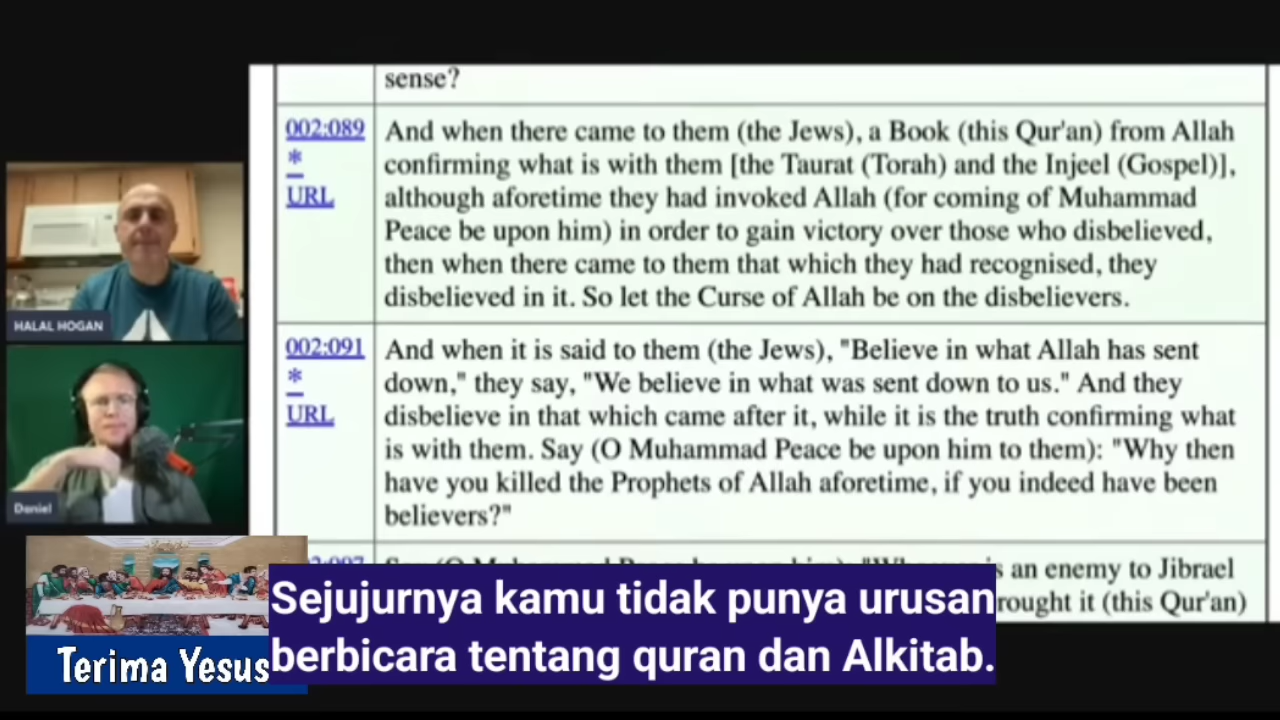 sense?
002:089
*
URL
And when there came to them (the Jews), a Book (this Qur'an) from Allah
confirming what is with them [the Taurat (Torah) and the Injeel (Gospel)],
although aforetime they had invoked Allah (for coming of Muhammad
Peace be upon him) in order to gain victory over those who disbelieved,
then when there came to them that which they had recognised, they
disbelieved in it. So let the Curse of Allah be on the disbelievers.
002:091
*
URL
And when it is said to them (the Jews), "Believe in what Allah has sent
down," they say, "We believe in what was sent down to us." And they
disbelieve in that which came after it, while it is the truth confirming what
is with them. Say (O Muhammad Peace be upon him to them): "Why then
have you killed the Prophets of Allah aforetime, if you indeed have been
believers?"
is an enemy to Jibrael
(this Qur'an)
HALAL HOGAN
Daniel
Terima Yesus
Sejujurnya kamu tidak punya urusan
berbicara tentang quran dan Alkitab.